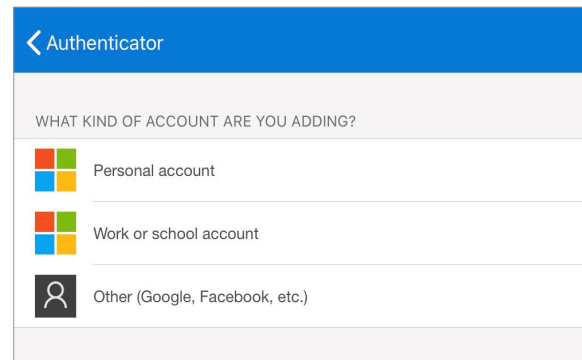 Authenticator
WHAT KIND OF ACCOUNT ARE YOU ADDING?
Personal account
Work or school account
Other (Google, Facebook, etc.)